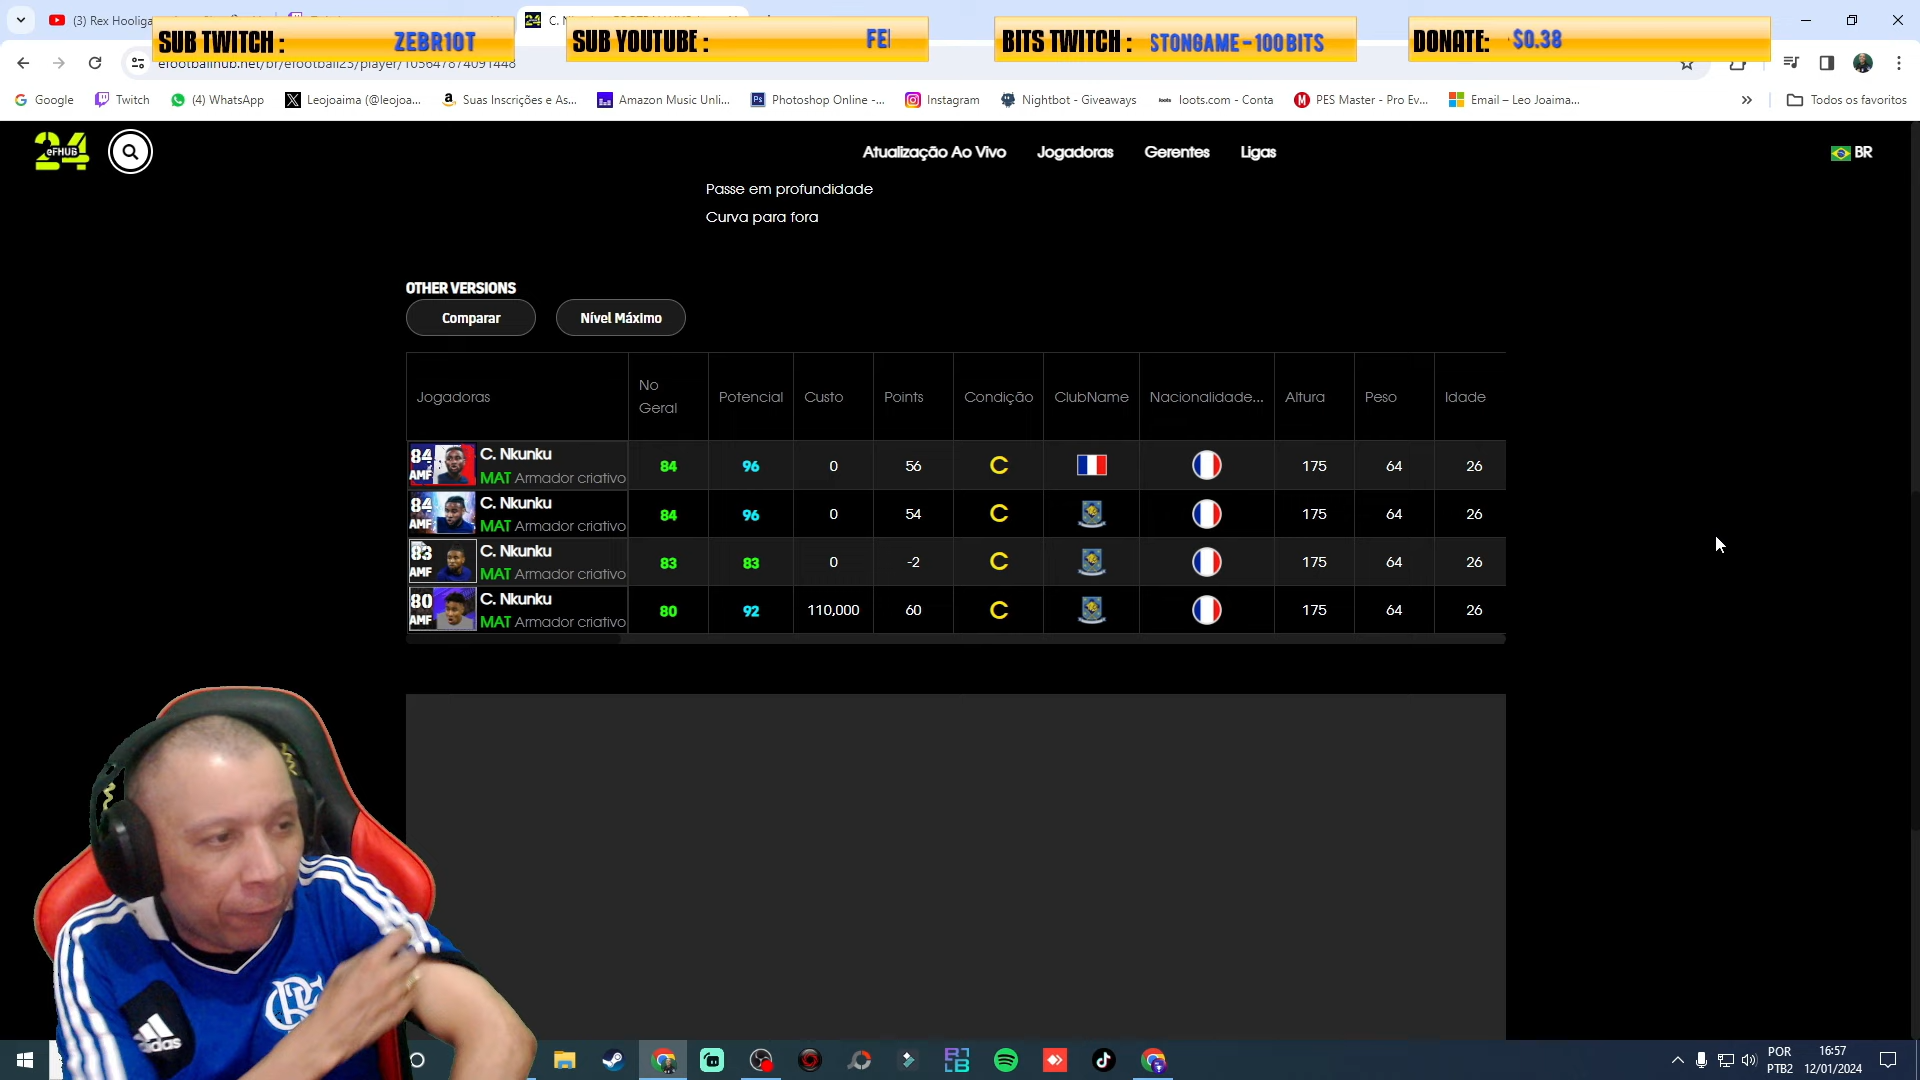 (3) Rex Hooliga
SUB TWITCH :
ZEBR10T
SUB YOUTUBE :
BITS TWITCH :
STONGAME - 100 BITS
DONATE:
$0.38
efootballhub.net/br/efootball23/player/105647874091448
Google
Twitch
(4) WhatsApp
Leojoaima (@leojoa...
Suas Inscrições e As...
Amazon Music Unli...
Photoshop Online -...
Instagram
Nightbot - Giveaways
loots.com - Conta
PES Master - Pro Ev...
Email – Leo Joaima...
Todos os favoritos
24
eFHUB
Atualização Ao Vivo
Jogadoras
Gerentes
Ligas
BR
Passe em profundidade
Curva para fora
OTHER VERSIONS
Comparar
Nível Máximo
Jogadoras
No
Geral
Potencial
Custo
Points
Condição
ClubName
Nacionalidade...
Altura
Peso
Idade
84
AMF
C. Nkunku
MAT Armador criativo
84
96
0
56
C
175
64
26
84
AMF
C. Nkunku
MAT Armador criativo
84
96
0
54
C
175
64
26
83
AMF
C. Nkunku
MAT Armador criativo
83
83
0
-2
C
175
64
26
80
AMF
C. Nkunku
MAT Armador criativo
80
92
110,000
60
C
175
64
26
adidas
POR
PTB2
16:57
12/01/2024